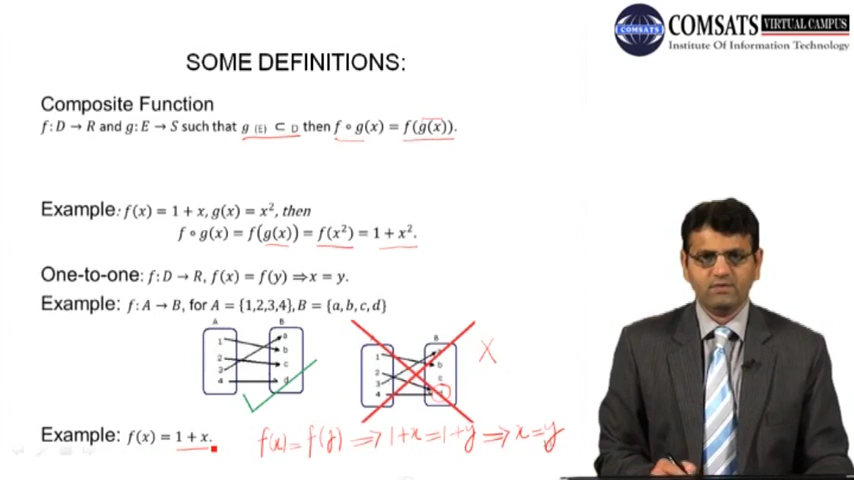 COMSATS VIRTUAL CAMPUS
COMSATS
Institute Of Information Technology
SOME DEFINITIONS:
Composite Function
f: D → R and g: E → S such that g (E) ⊂ D then f ∘ g(x) = f(g(x)).
Example: f(x) = 1 + x, g(x) = x², then
f ∘ g(x) = f(g(x)) = f(x²) = 1 + x².
One-to-one: f: D → R, f(x) = f(y) ⇒ x = y.
Example: f: A → B, for A = {1,2,3,4}, B = {a, b, c, d}
A B
1 a
2 b
3 c
4 d
B
1
2 b
3 c
4
X
Example: f(x) = 1 + x.
f(x) = f(y) ⇒ 1+x = 1+y ⇒ x = y